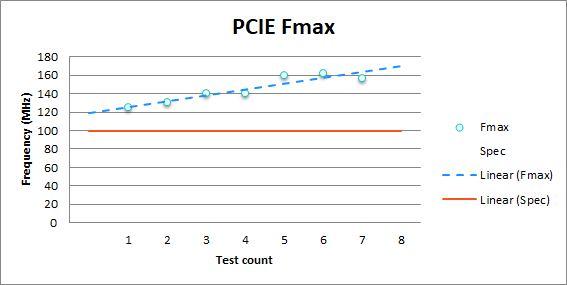 PCIE Fmax
180
160
140
120
100
80
60
40
20
0
Frequency (MHz)
1 2 3 4 5 6 7 8
Test count
Fmax
Spec
Linear (Fmax)
Linear (Spec)